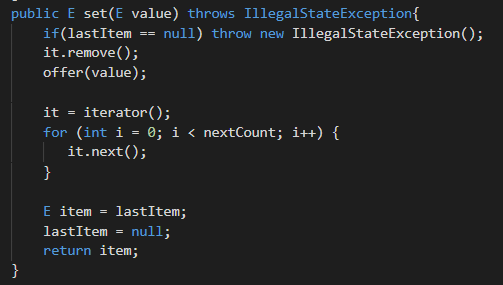 public E set(E value) throws IllegalStateException{
    if(lastItem == null) throw new IllegalStateException();
    it.remove();
    offer(value);

    it = iterator();
    for (int i = 0; i < nextCount; i++) {
        it.next();
    }

    E item = lastItem;
    lastItem = null;
    return item;
}